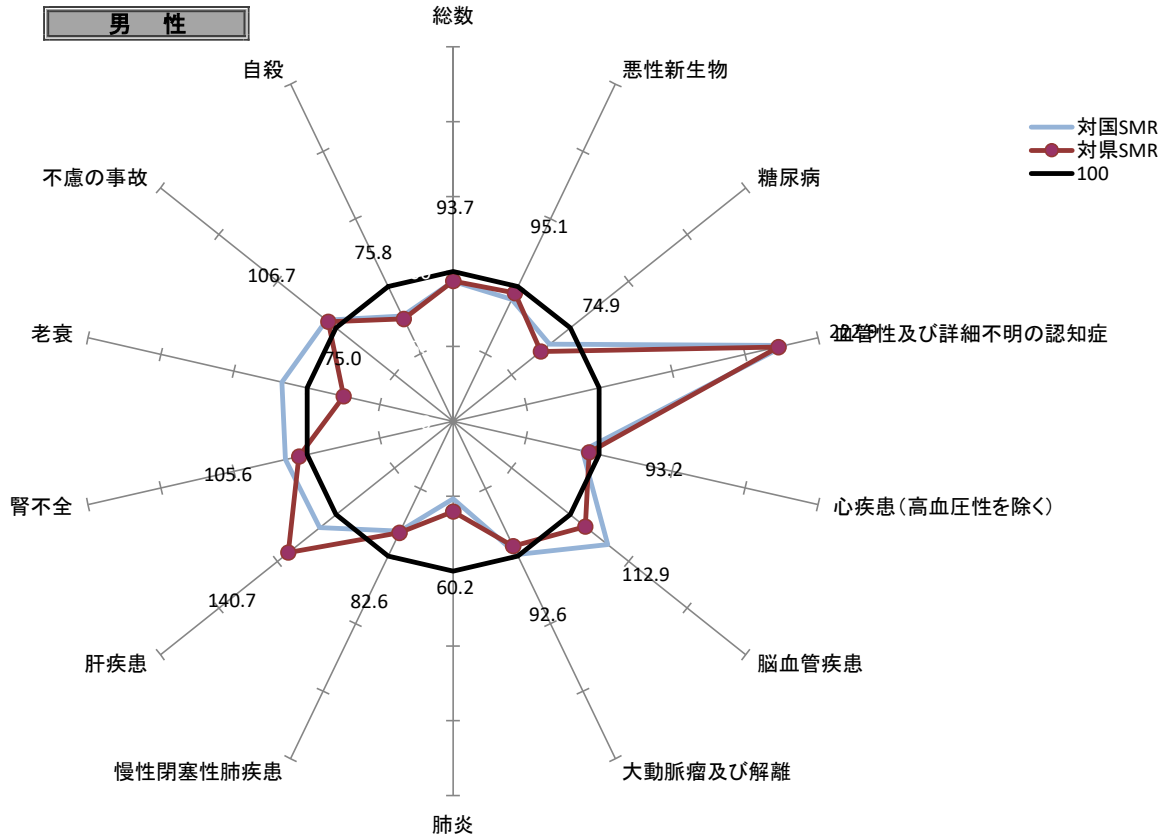 男 性
総数
自殺
悪性新生物
対国SMR
対県SMR
100
不慮の事故
糖尿病
93.7
95.1
75.8
106.7
74.9
老衰
222.9
血管性及び詳細不明の認知症
75.0
腎不全
105.6
93.2
心疾患（高血圧性を除く）
140.7
82.6
60.2
92.6
112.9
肝疾患
脳血管疾患
慢性閉塞性肺疾患
大動脈瘤及び解離
肺炎